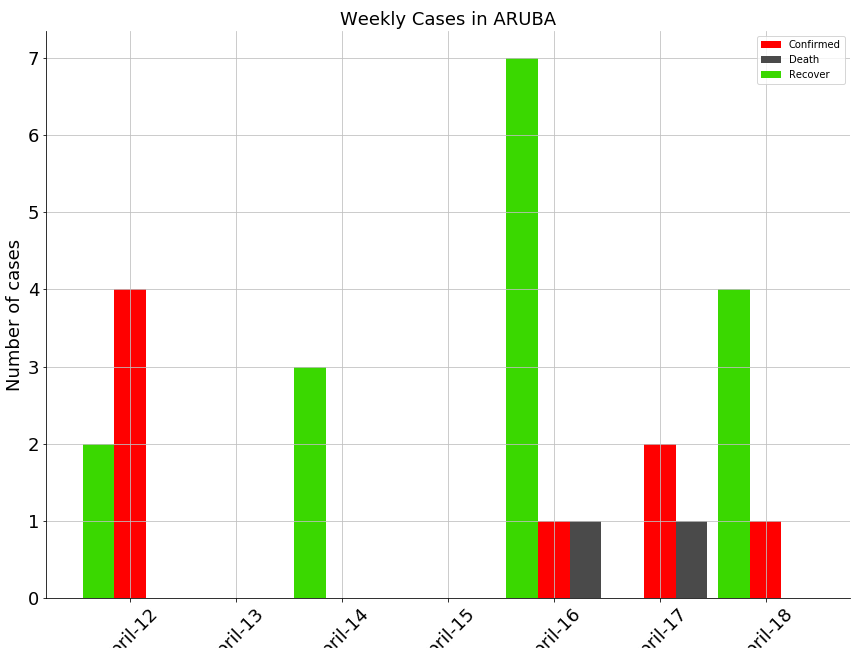 Weekly Cases in ARUBA
Confirmed
Death
Recover
Number of cases
7
6
5
4
3
2
1
0
pril-12
pril-13
pril-14
pril-15
pril-16
pril-17
pril-18